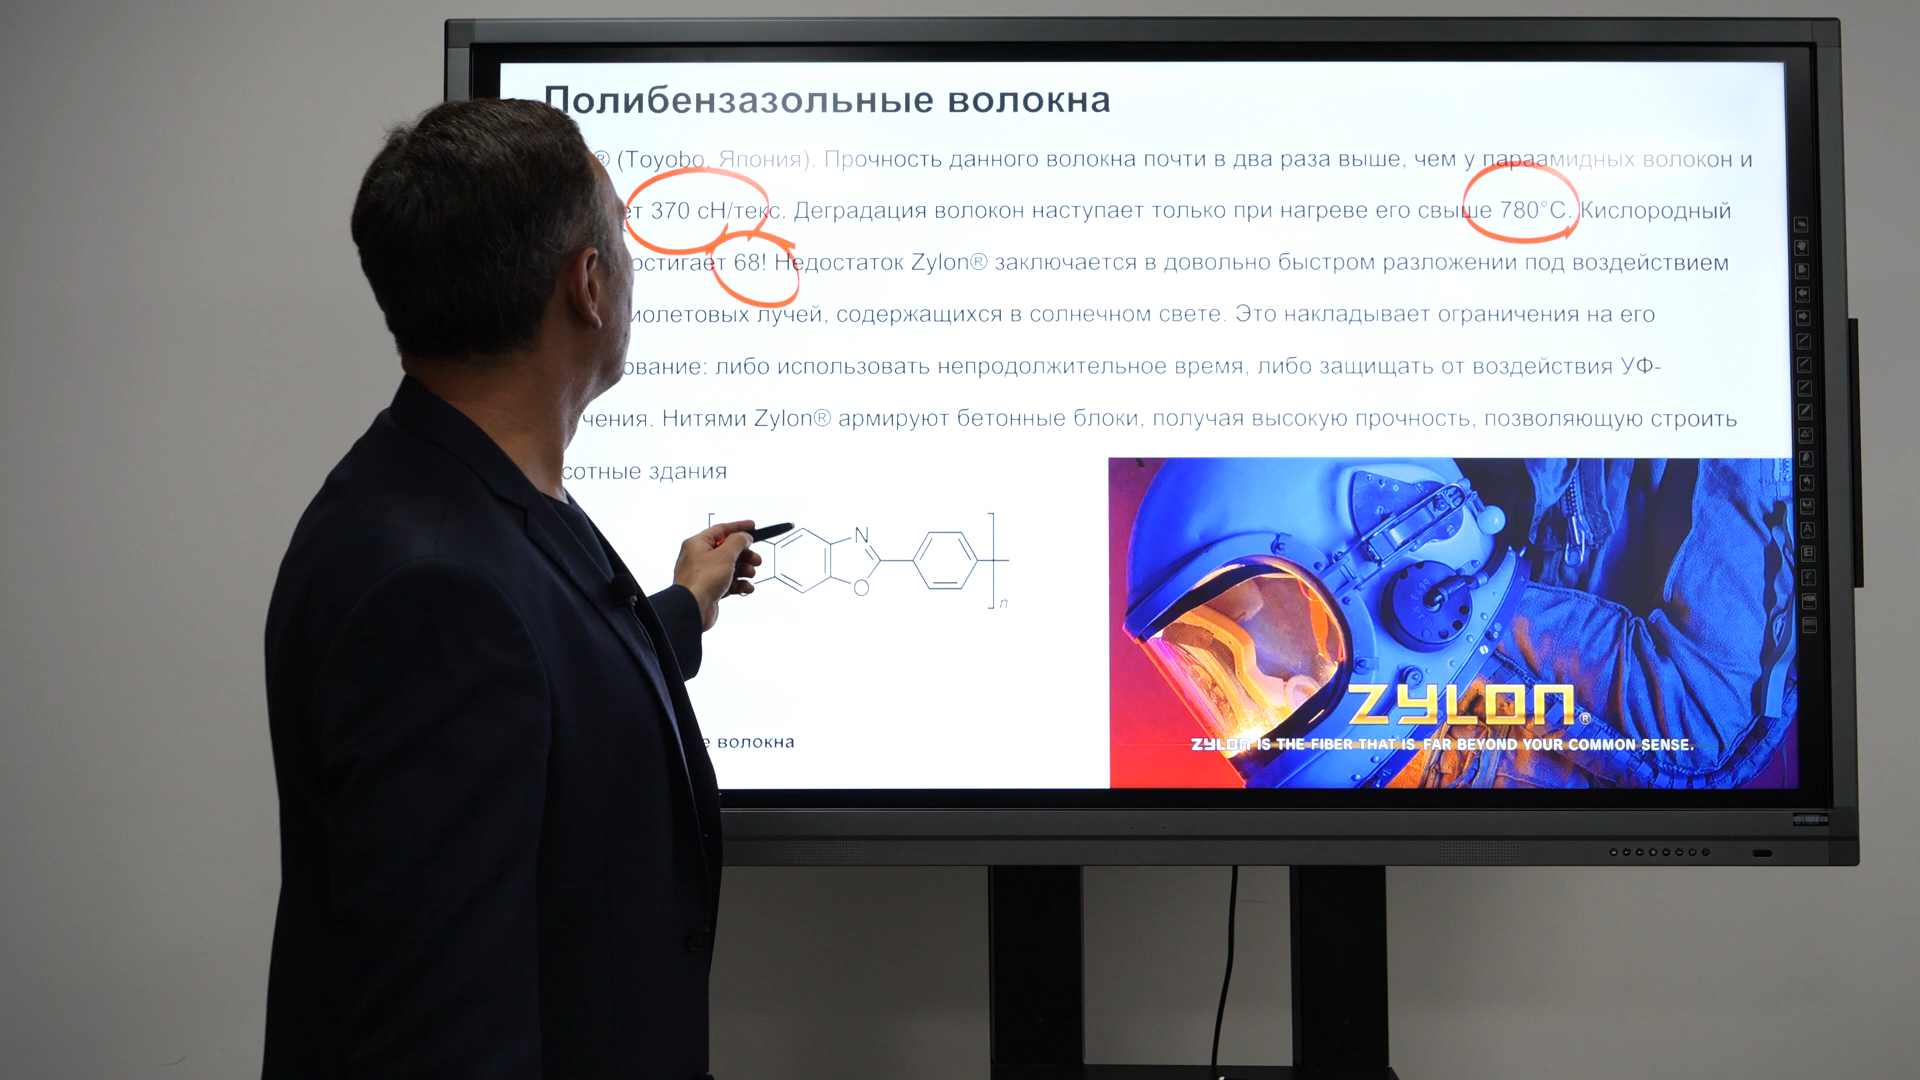 Полибензазольные волокна
® (Toyobo, Япония). Прочность данного волокна почти в два раза выше, чем у параамидных волокон и
ет 370 сН/текс. Деградация волокон наступает только при нагреве его свыше 780°С. Кислородный
остигает 68! Недостаток Zylon® заключается в довольно быстром разложении под воздействием
иолетовых лучей, содержащихся в солнечном свете. Это накладывает ограничения на его
ование: либо использовать непродолжительное время, либо защищать от воздействия УФ-
чения. Нитями Zylon® армируют бетонные блоки, получая высокую прочность, позволяющую строить
сотные здания
N
O
n
ZYLON®
ZYLON IS THE FIBER THAT IS FAR BEYOND YOUR COMMON SENSE.
е волокна